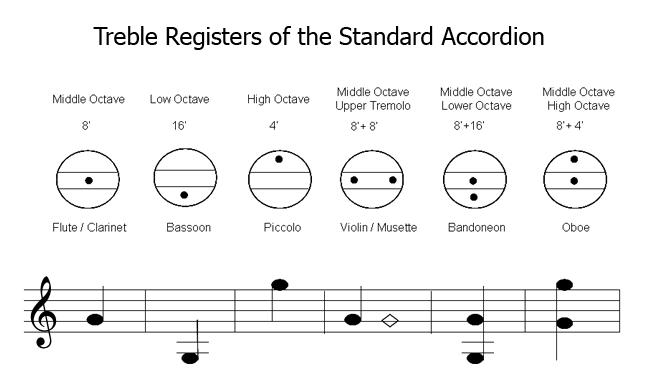 Treble Registers of the Standard Accordion
Middle Octave
Low Octave
High Octave
Middle Octave
Upper Tremolo
Middle Octave
Lower Octave
Middle Octave
High Octave
8'
16'
4'
8'+ 8'
8'+16'
8'+ 4'
Flute / Clarinet
Bassoon
Piccolo
Violin / Musette
Bandoneon
Oboe